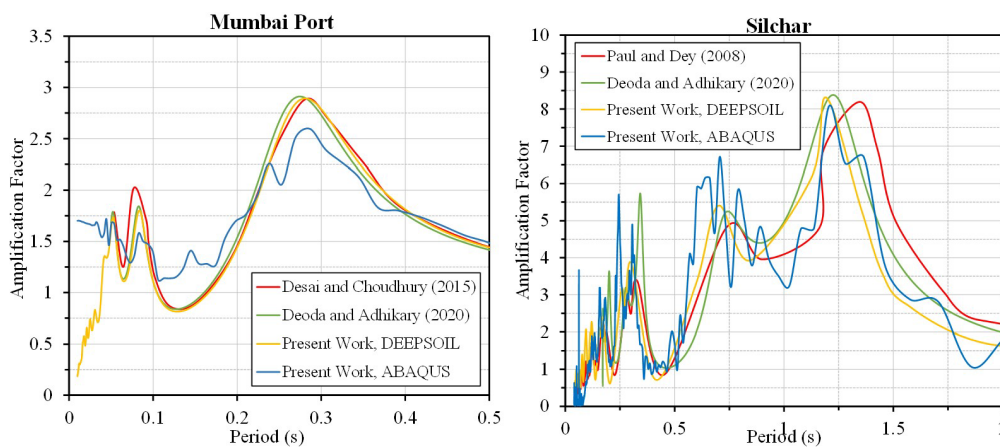 Mumbai Port
3.5
3
2.5
2
1.5
1
0.5
0
Amplification Factor
0
0.1
0.2
0.3
0.4
0.5
Period (s)
Desai and Choudhury (2015)
Deoda and Adhikary (2020)
Present Work, DEEPSOIL
Present Work, ABAQUS
Silchar
10
9
8
7
6
5
4
3
2
1
0
Amplification Factor
0
0.5
1
1.5
Period (s)
Paul and Dey (2008)
Deoda and Adhikary (2020)
Present Work, DEEPSOIL
Present Work, ABAQUS